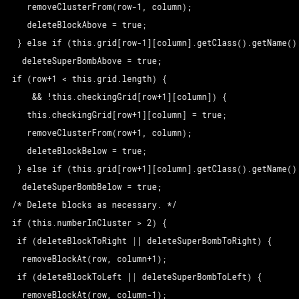 removeClusterFrom(row-1, column);
deleteBlockAbove = true;
} else if (this.grid[row-1][column].getClass().getName()
deleteSuperBombAbove = true;
if (row+1 < this.grid.length) {
&& !this.checkingGrid[row+1][column]) {
this.checkingGrid[row+1][column] = true;
removeClusterFrom(row+1, column);
deleteBlockBelow = true;
} else if (this.grid[row+1][column].getClass().getName()
deleteSuperBombBelow = true;
/* Delete blocks as necessary. */
if (this.numberInCluster > 2) {
if (deleteBlockToRight || deleteSuperBombToRight) {
removeBlockAt(row, column+1);
if (deleteBlockToLeft || deleteSuperBombToLeft) {
removeBlockAt(row, column-1);